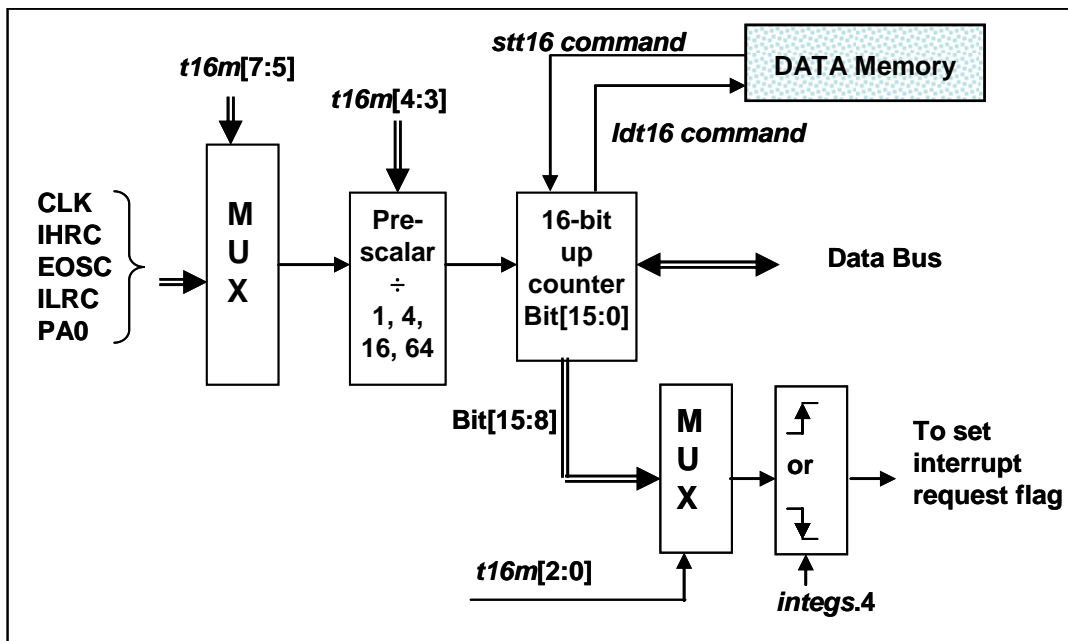 stt16 command
DATA Memory
t16m[7:5]
t16m[4:3]
ldt16 command
CLK
IHRC
EOSC
ILRC
PA0
M
U
X
Pre-
scalar
÷
1, 4,
16, 64
16-bit
up
counter
Bit[15:0]
Data Bus
Bit[15:8]
M
U
X
or
To set
interrupt
request flag
t16m[2:0]
integs.4